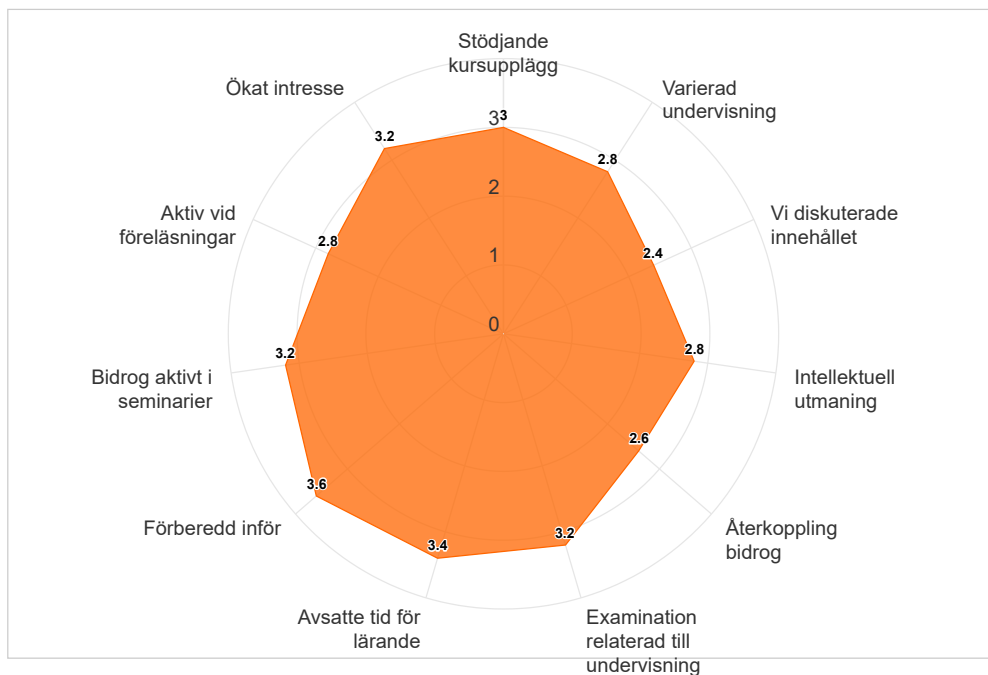 Stödjande
kursupplägg
Varierad
undervisning
Vi diskuterade
innehållet
Intellektuell
utmaning
Återkoppling
bidrog
Examination
relaterad till
undervisning
Avsatte tid för
lärande
Förberedd inför
Bidrog aktivt i
seminarier
Aktiv vid
föreläsningar
Ökat intresse
3
2
1
0
3
2.8
2.4
2.8
2.6
3.2
3.4
3.6
3.2
2.8
3.2